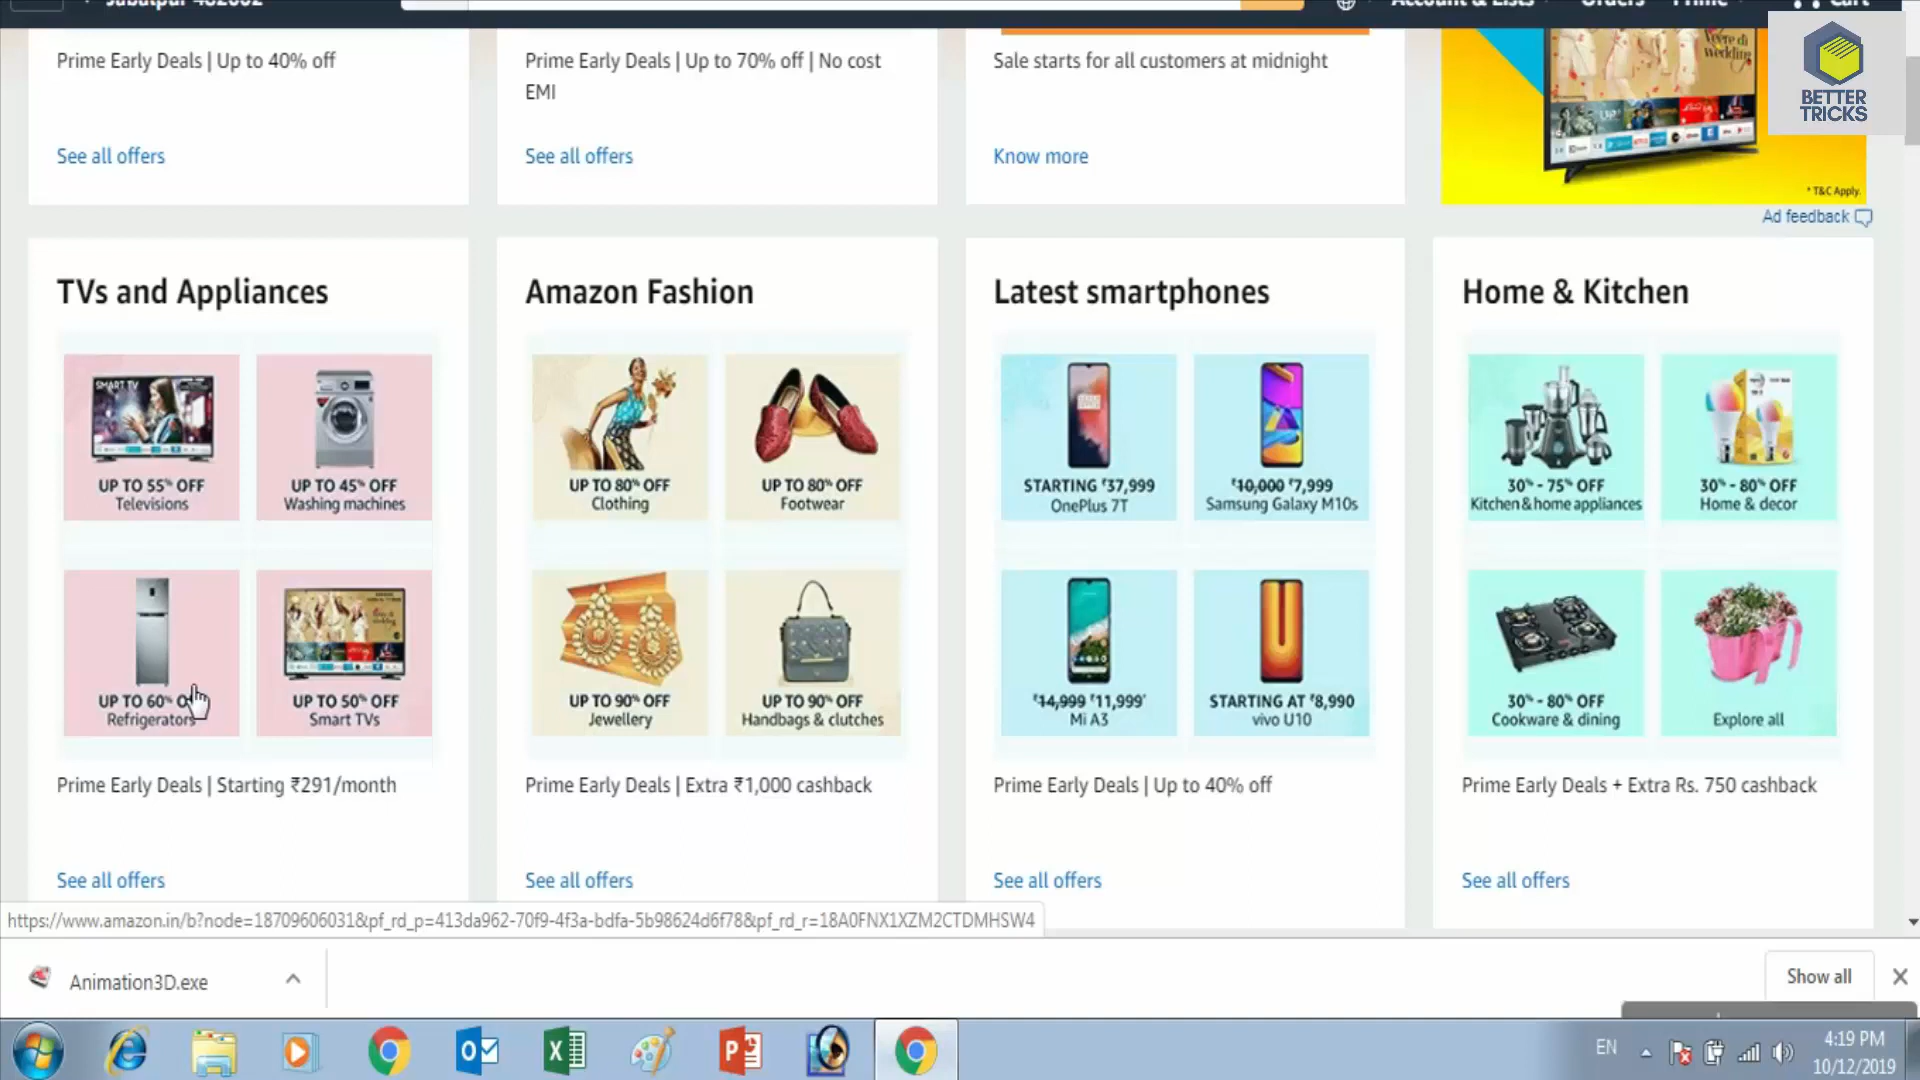 Prime Early Deals | Up to 40% off
See all offers
Prime Early Deals | Up to 70% off | No cost
EMI
See all offers
Sale starts for all customers at midnight
Know more
* T&C Apply.
Ad feedback
BETTER
TRICKS
TVs and Appliances
SMART TV
UP TO 55% OFF
Televisions
UP TO 45% OFF
Washing machines
UP TO 60%
Refrigerators
UP TO 50% OFF
Smart TVs
Prime Early Deals | Starting ₹291/month
See all offers
Amazon Fashion
UP TO 80% OFF
Clothing
UP TO 80% OFF
Footwear
UP TO 90% OFF
Jewellery
UP TO 90% OFF
Handbags & clutches
Prime Early Deals | Extra ₹1,000 cashback
See all offers
Latest smartphones
STARTING ₹37,999
OnePlus 7T
₹10,000 ₹7,999
Samsung Galaxy M10s
₹14,999 ₹11,999*
Mi A3
STARTING AT ₹8,990
vivo U10
Prime Early Deals | Up to 40% off
See all offers
Home & Kitchen
30% - 75% OFF
Kitchen & home appliances
30% - 80% OFF
Home & decor
30% - 80% OFF
Cookware & dining
Explore all
Prime Early Deals + Extra Rs. 750 cashback
See all offers
https://www.amazon.in/b?node=18709606031&pf_rd_p=413da962-70f9-4f3a-bdfa-5b98624d6f78&pf_rd_r=18A0FNX1XZM2CTDMHSW4
Animation3D.exe
Show all
EN
4:19 PM
10/12/2019